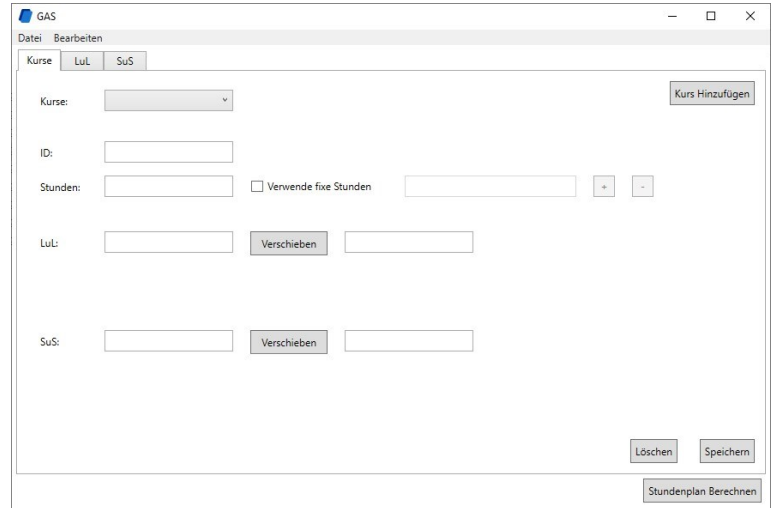 GAS
Datei Bearbeiten
Kurse LuL SuS
Kurse: Kurs Hinzufügen
ID:
Stunden: Verwende fixe Stunden + -
LuL: Verschieben
SuS: Verschieben
Löschen Speichern
Stundenplan Berechnen